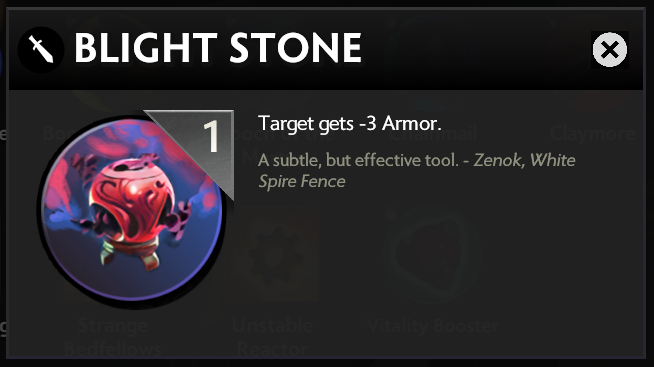 BLIGHT STONE
1
Target gets -3 Armor.
A subtle, but effective tool. - Zenok, White
Spire Fence
Claymore
Strange
Unstable
Vitality Booster
Bedfellows
Reactor